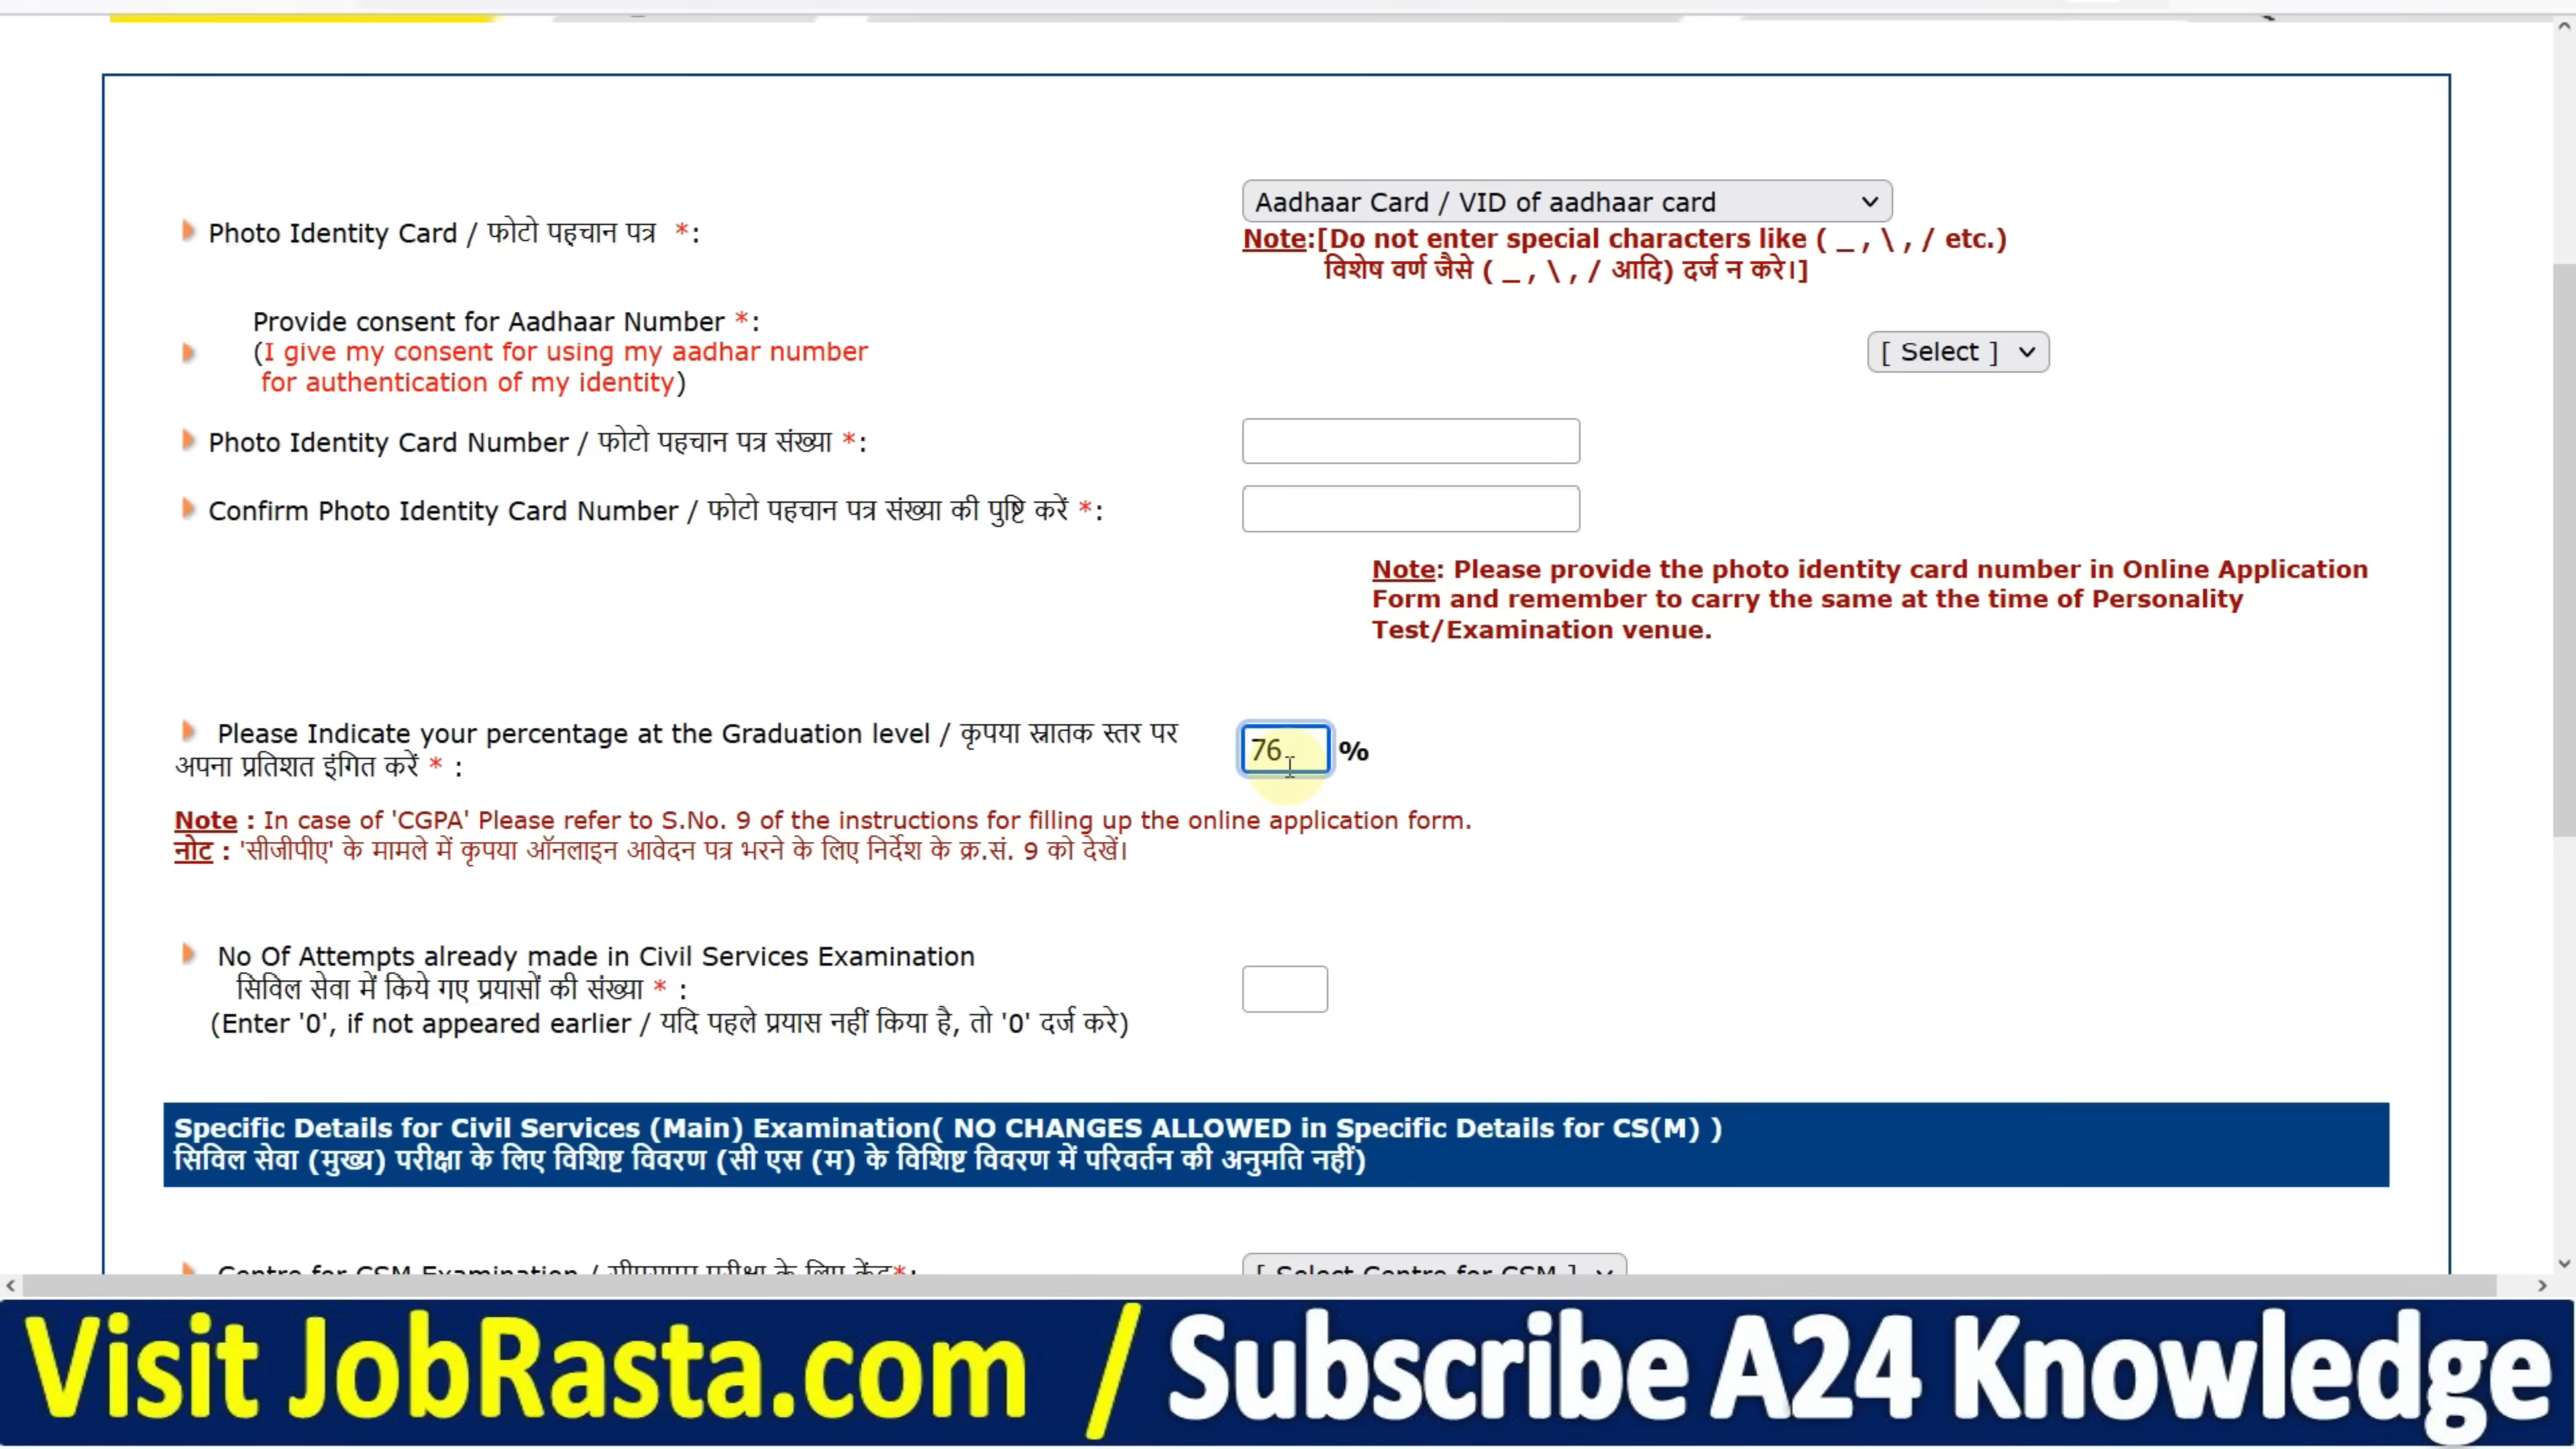 Aadhaar Card / VID of aadhaar card
Photo Identity Card / फोटो पहचान पत्र *:
Note:[Do not enter special characters like ( _ , \ , / etc.)
विशेष वर्ण जैसे ( _ , \ , / आदि) दर्ज न करे।]
Provide consent for Aadhaar Number *:
(I give my consent for using my aadhar number
for authentication of my identity)
[ Select ]
Photo Identity Card Number / फोटो पहचान पत्र संख्या *:
Confirm Photo Identity Card Number / फोटो पहचान पत्र संख्या की पुष्टि करें *:
Note: Please provide the photo identity card number in Online Application
Form and remember to carry the same at the time of Personality
Test/Examination venue.
Please Indicate your percentage at the Graduation level / कृपया स्नातक स्तर पर
अपना प्रतिशत इंगित करें * :
76 %
Note : In case of 'CGPA' Please refer to S.No. 9 of the instructions for filling up the online application form.
नोट : 'सीजीपीए' के मामले में कृपया ऑनलाइन आवेदन पत्र भरने के लिए निर्देश के क्र.सं. 9 को देखें।
No Of Attempts already made in Civil Services Examination
सिविल सेवा में किये गए प्रयासों की संख्या * :
(Enter '0', if not appeared earlier / यदि पहले प्रयास नहीं किया है, तो '0' दर्ज करे)
Specific Details for Civil Services (Main) Examination( NO CHANGES ALLOWED in Specific Details for CS(M) )
सिविल सेवा (मुख्य) परीक्षा के लिए विशिष्ट विवरण (सी एस (म) के विशिष्ट विवरण में परिवर्तन की अनुमति नहीं)
Centre for CSM Examination / परीक्षा के लिए केंद्र*:
[ Select Centre for CSM ]
Visit JobRasta.com / Subscribe A24 Knowledge